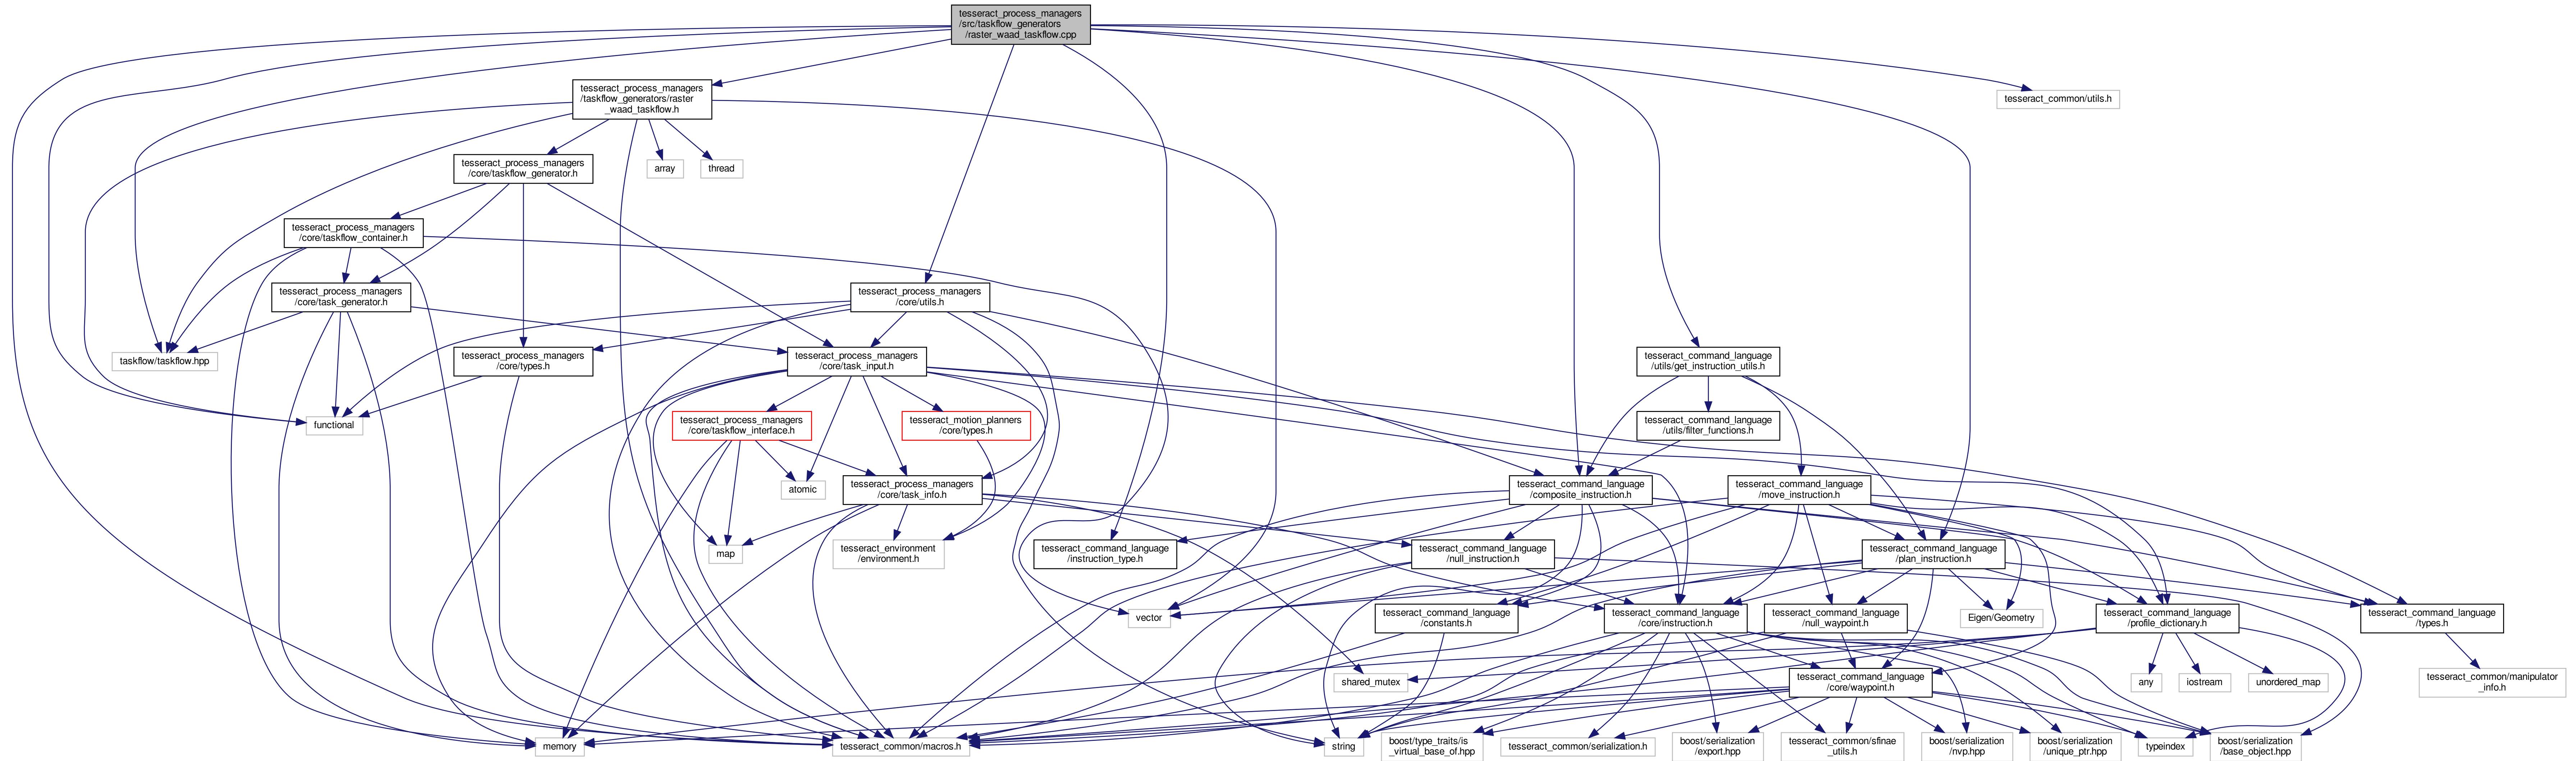 tesseract_process_managers
/src/taskflow_generators
/raster_waad_taskflow.cpp
tesseract_process_managers
/taskflow_generators/raster
_waad_taskflow.h
tesseract_common/utils.h
tesseract_process_managers
/core/taskflow_generator.h
array
thread
tesseract_process_managers
/core/taskflow_container.h
tesseract_process_managers
/core/task_generator.h
tesseract_process_managers
/core/utils.h
taskflow/taskflow.hpp
tesseract_process_managers
/core/types.h
tesseract_process_managers
/core/task_input.h
tesseract_command_language
/utils/get_instruction_utils.h
functional
tesseract_process_managers
/core/taskflow_interface.h
tesseract_motion_planners
/core/types.h
tesseract_command_language
/utils/filter_functions.h
atomic
tesseract_process_managers
/core/task_info.h
tesseract_command_language
/composite_instruction.h
tesseract_command_language
/move_instruction.h
map
tesseract_environment
/environment.h
tesseract_command_language
/instruction_type.h
tesseract_command_language
/null_instruction.h
tesseract_command_language
/plan_instruction.h
vector
tesseract_command_language
/constants.h
tesseract_command_language
/core/instruction.h
tesseract_command_language
/null_waypoint.h
Eigen/Geometry
tesseract_command_language
/profile_dictionary.h
tesseract_command_language
/types.h
shared_mutex
tesseract_command_language
/core/waypoint.h
any
iostream
unordered_map
tesseract_common/manipulator
_info.h
memory
tesseract_common/macros.h
string
boost/type_traits/is
_virtual_base_of.hpp
tesseract_common/serialization.h
boost/serialization
/export.hpp
tesseract_common/sfinae
_utils.h
boost/serialization
/nvp.hpp
boost/serialization
/unique_ptr.hpp
typeindex
boost/serialization
/base_object.hpp